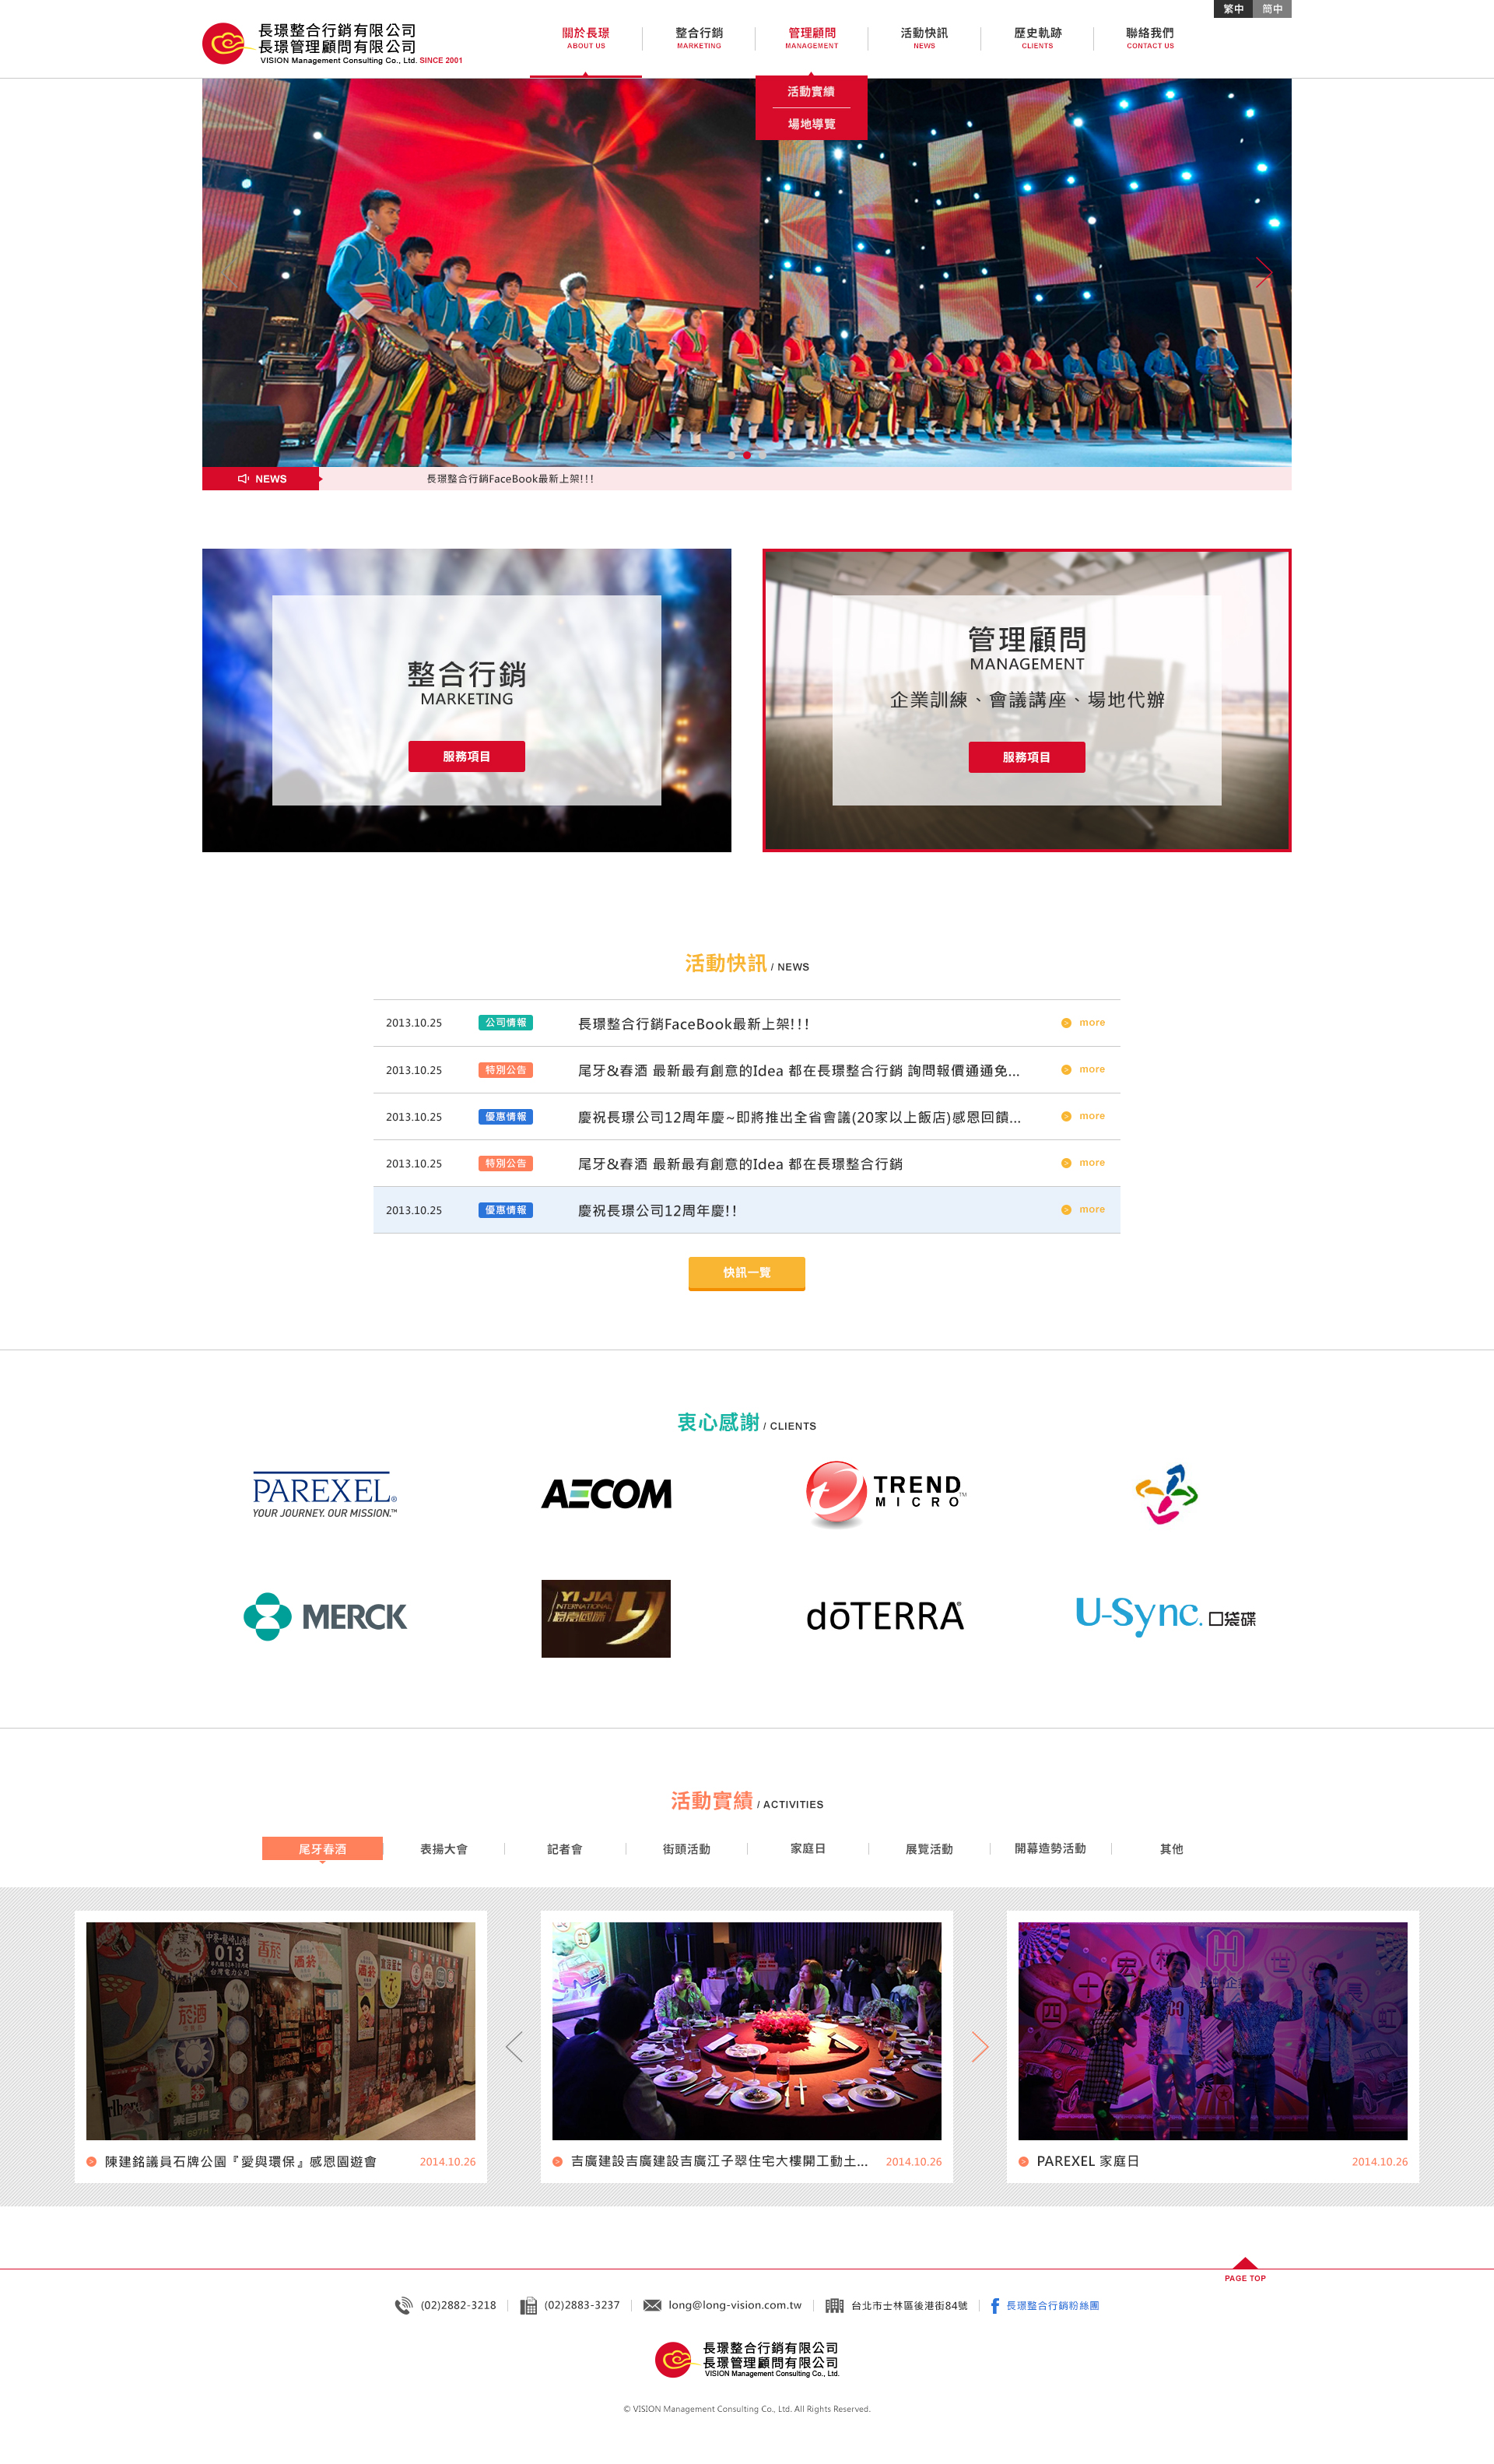 繁中 簡中
長璟整合行銷有限公司
長璟管理顧問有限公司
VISION Management Consulting Co., Ltd. SINCE 2001
關於長璟 整合行銷 管理顧問 活動快訊 歷史軌跡 聯絡我們
ABOUT US MARKETING MANAGEMENT NEWS CLIENTS CONTACT US
活動實績
場地導覽
NEWS 長璟整合行銷FaceBook最新上架!!!
整合行銷
MARKETING
服務項目
管理顧問
MANAGEMENT
企業訓練、會議講座、場地代辦
服務項目
活動快訊 / NEWS
2013.10.25 公司情報 長璟整合行銷FaceBook最新上架!!! more
2013.10.25 特別公告 尾牙&春酒 最新最有創意的Idea 都在長璟整合行銷 詢問報價通通免... more
2013.10.25 優惠情報 慶祝長璟公司12周年慶~即將推出全省會議(20家以上飯店)感恩回饋... more
2013.10.25 特別公告 尾牙&春酒 最新最有創意的Idea 都在長璟整合行銷 more
2013.10.25 優惠情報 慶祝長璟公司12周年慶!! more
快訊一覽
衷心感謝 / CLIENTS
PAREXEL®
YOUR JOURNEY. OUR MISSION.™
AECOM
TREND
MICRO™
MERCK
YI JIA
INTERNATIONAL
dōTERRA®
U-Sync. 口袋碟
活動實績 / ACTIVITIES
尾牙春酒 表揚大會 記者會 街頭活動 家庭日 展覽活動 開幕造勢活動 其他
黑松
013
台灣電力公司
菸酒
菸酒
Marlboro
四十宏林世長虹
陳建銘議員石牌公園『愛與環保』感恩園遊會 2014.10.26
吉廣建設吉廣建設吉廣江子翠住宅大樓開工動土... 2014.10.26
PAREXEL 家庭日 2014.10.26
PAGE TOP
(02)2882-3218 (02)2883-3237 long@long-vision.com.tw 台北市士林區後港街84號 長璟整合行銷粉絲團
長璟整合行銷有限公司
長璟管理顧問有限公司
VISION Management Consulting Co., Ltd.
© VISION Management Consulting Co., Ltd. All Rights Reserved.